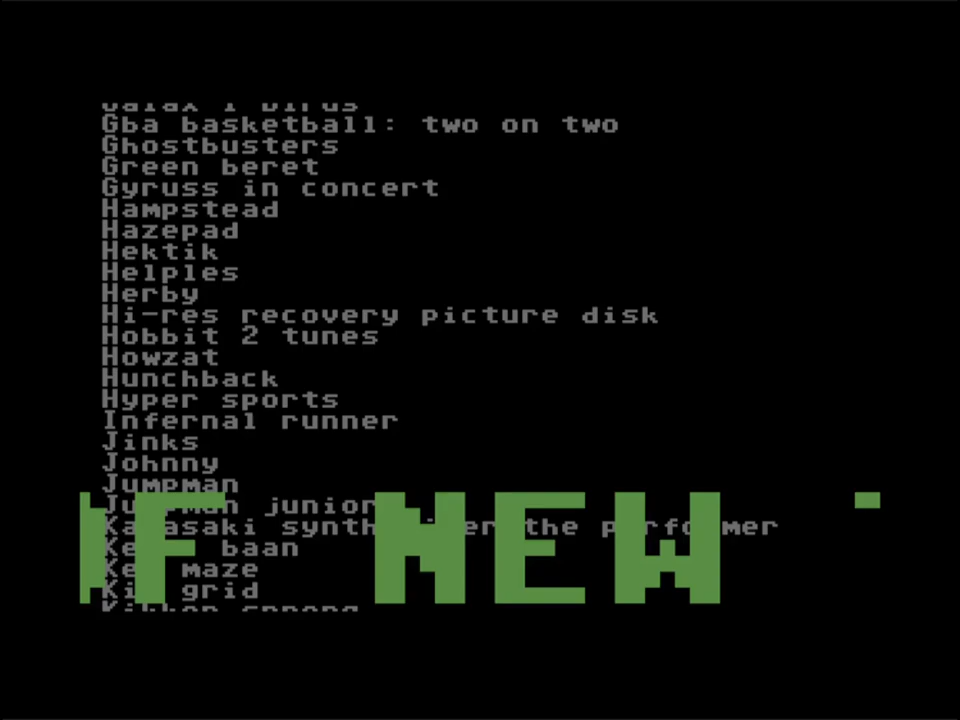 Gba basketball: two on two
Ghostbusters
Green beret
Gyruss in concert
Hampstead
Hazepad
Hektik
Helples
Herby
Hi-res recovery picture disk
Hobbit 2 tunes
Howzat
Hunchback
Hyper sports
Infernal runner
Jinks
Johnny
Jumpman
junior
the
baan
maze
grid
F NEW